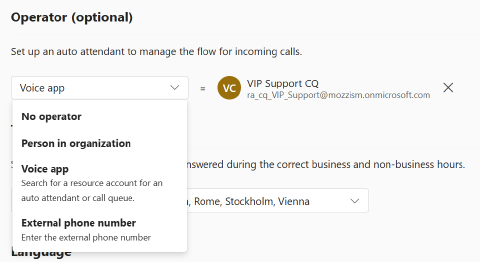 Operator (optional)
Set up an auto attendant to manage the flow for incoming calls.
Voice app
=
VC
VIP Support CQ
ra_cq_VIP_Support@mozzism.onmicrosoft.com
No operator
Person in organization
Voice app
Search for a resource account for an
auto attendant or call queue.
External phone number
Enter the external phone number
answered during the correct business and non-business hours.
, Rome, Stockholm, Vienna
Language